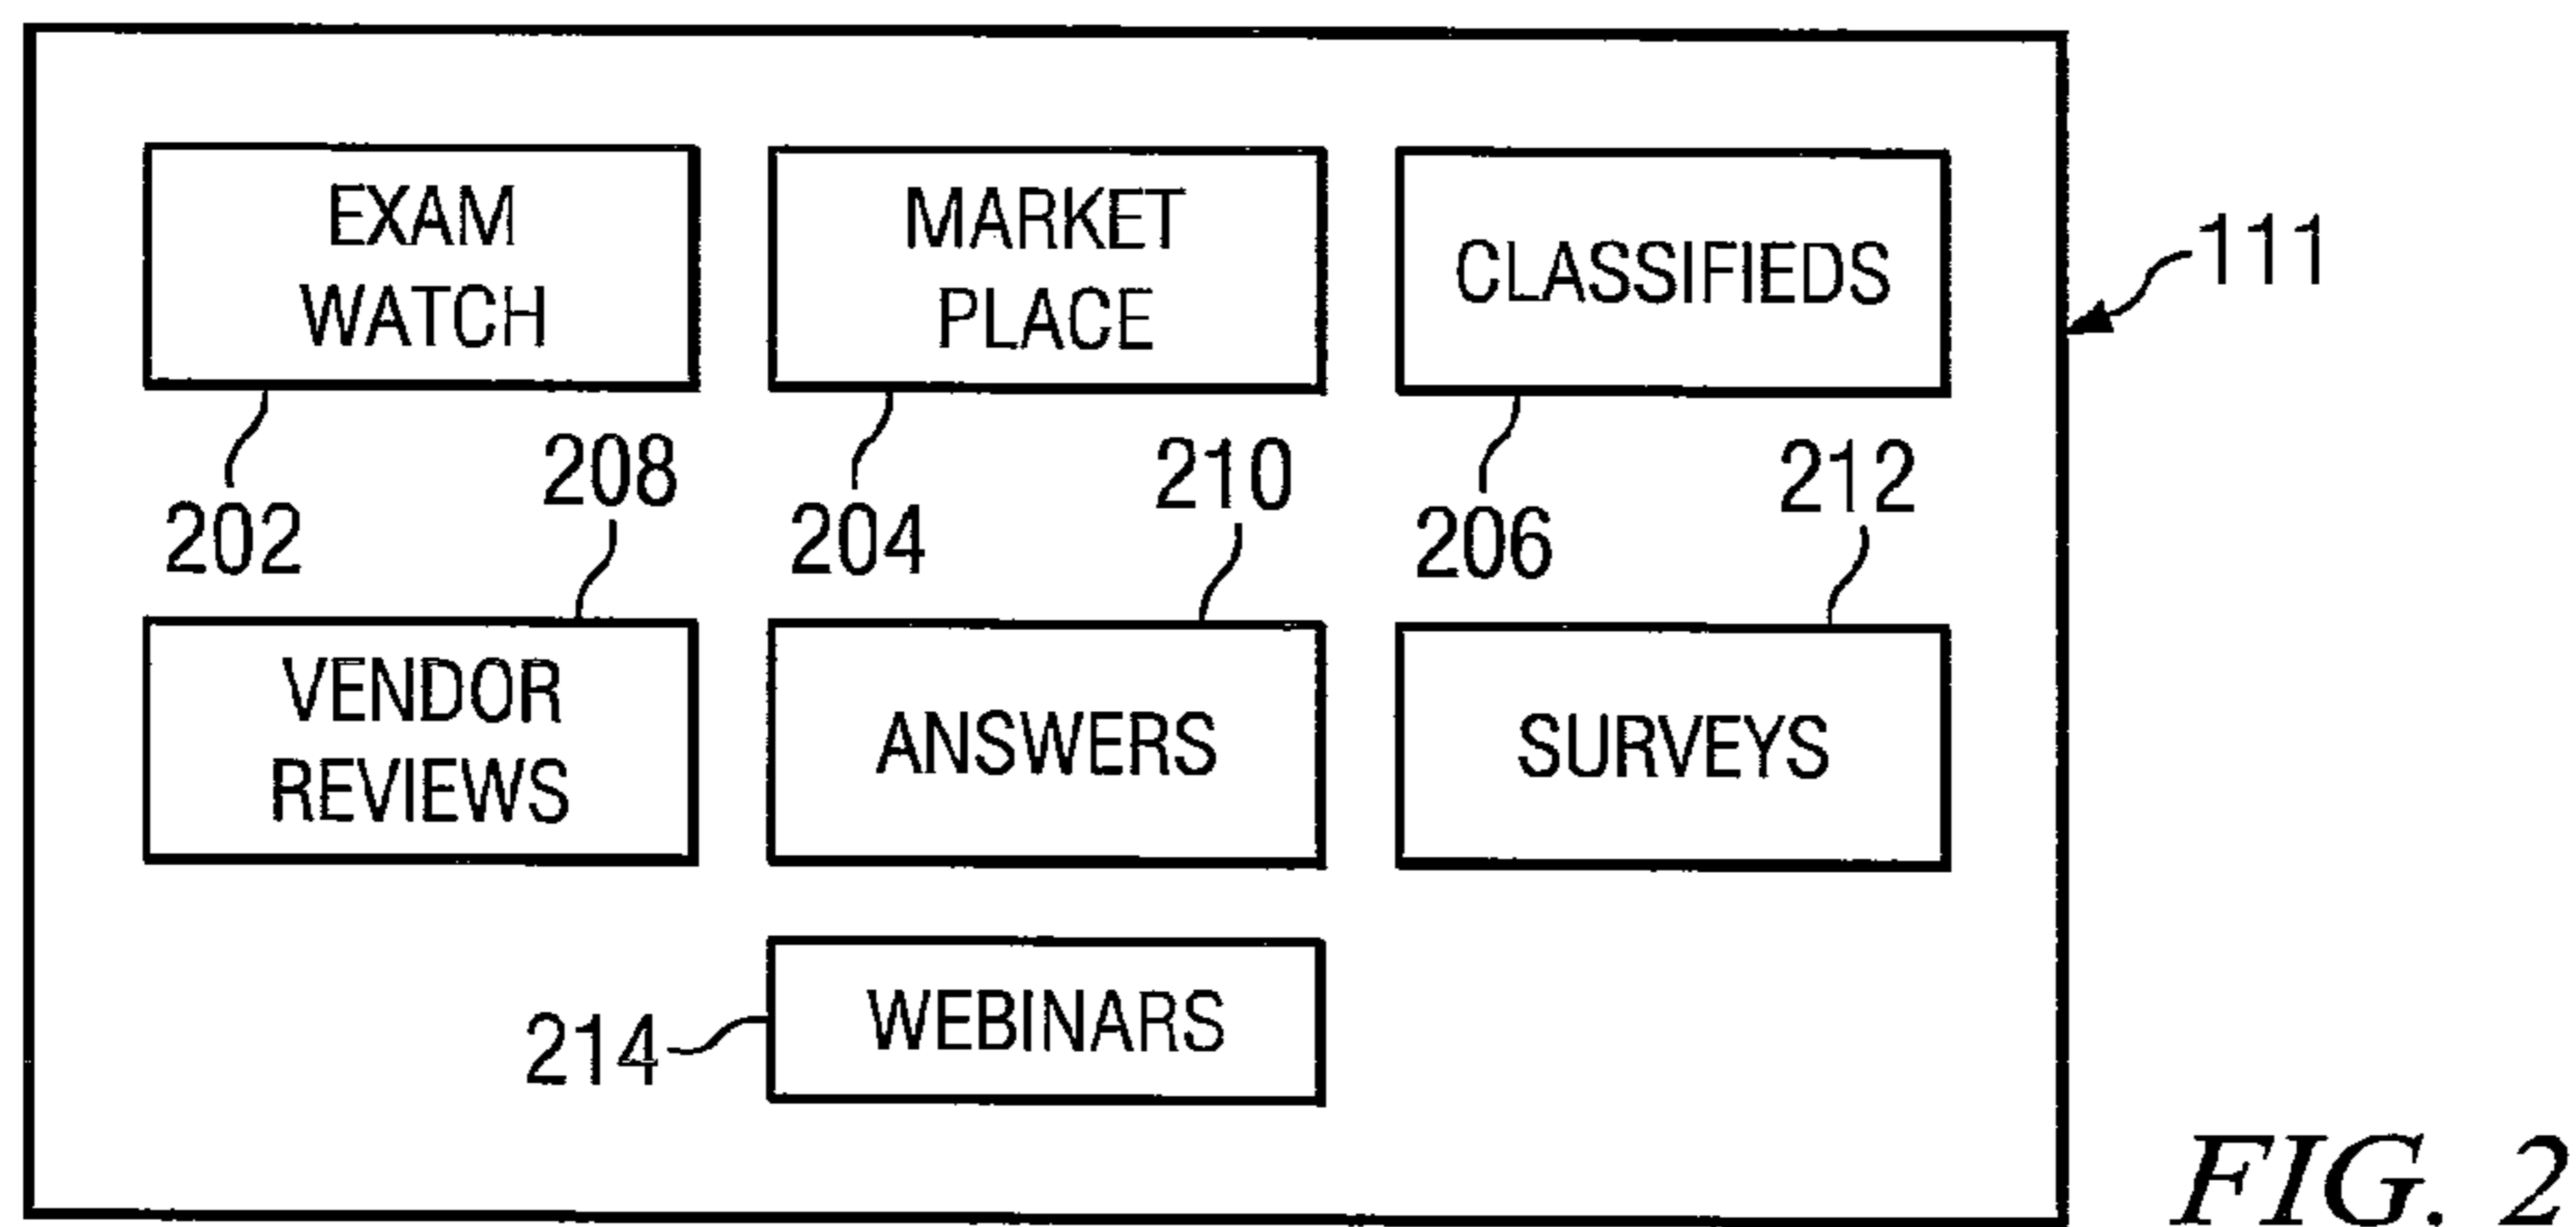 EXAM
WATCH
MARKET
PLACE
CLASSIFIEDS
111
202
208
204
210
206
212
VENDOR
REVIEWS
ANSWERS
SURVEYS
214
WEBINARS
FIG. 2